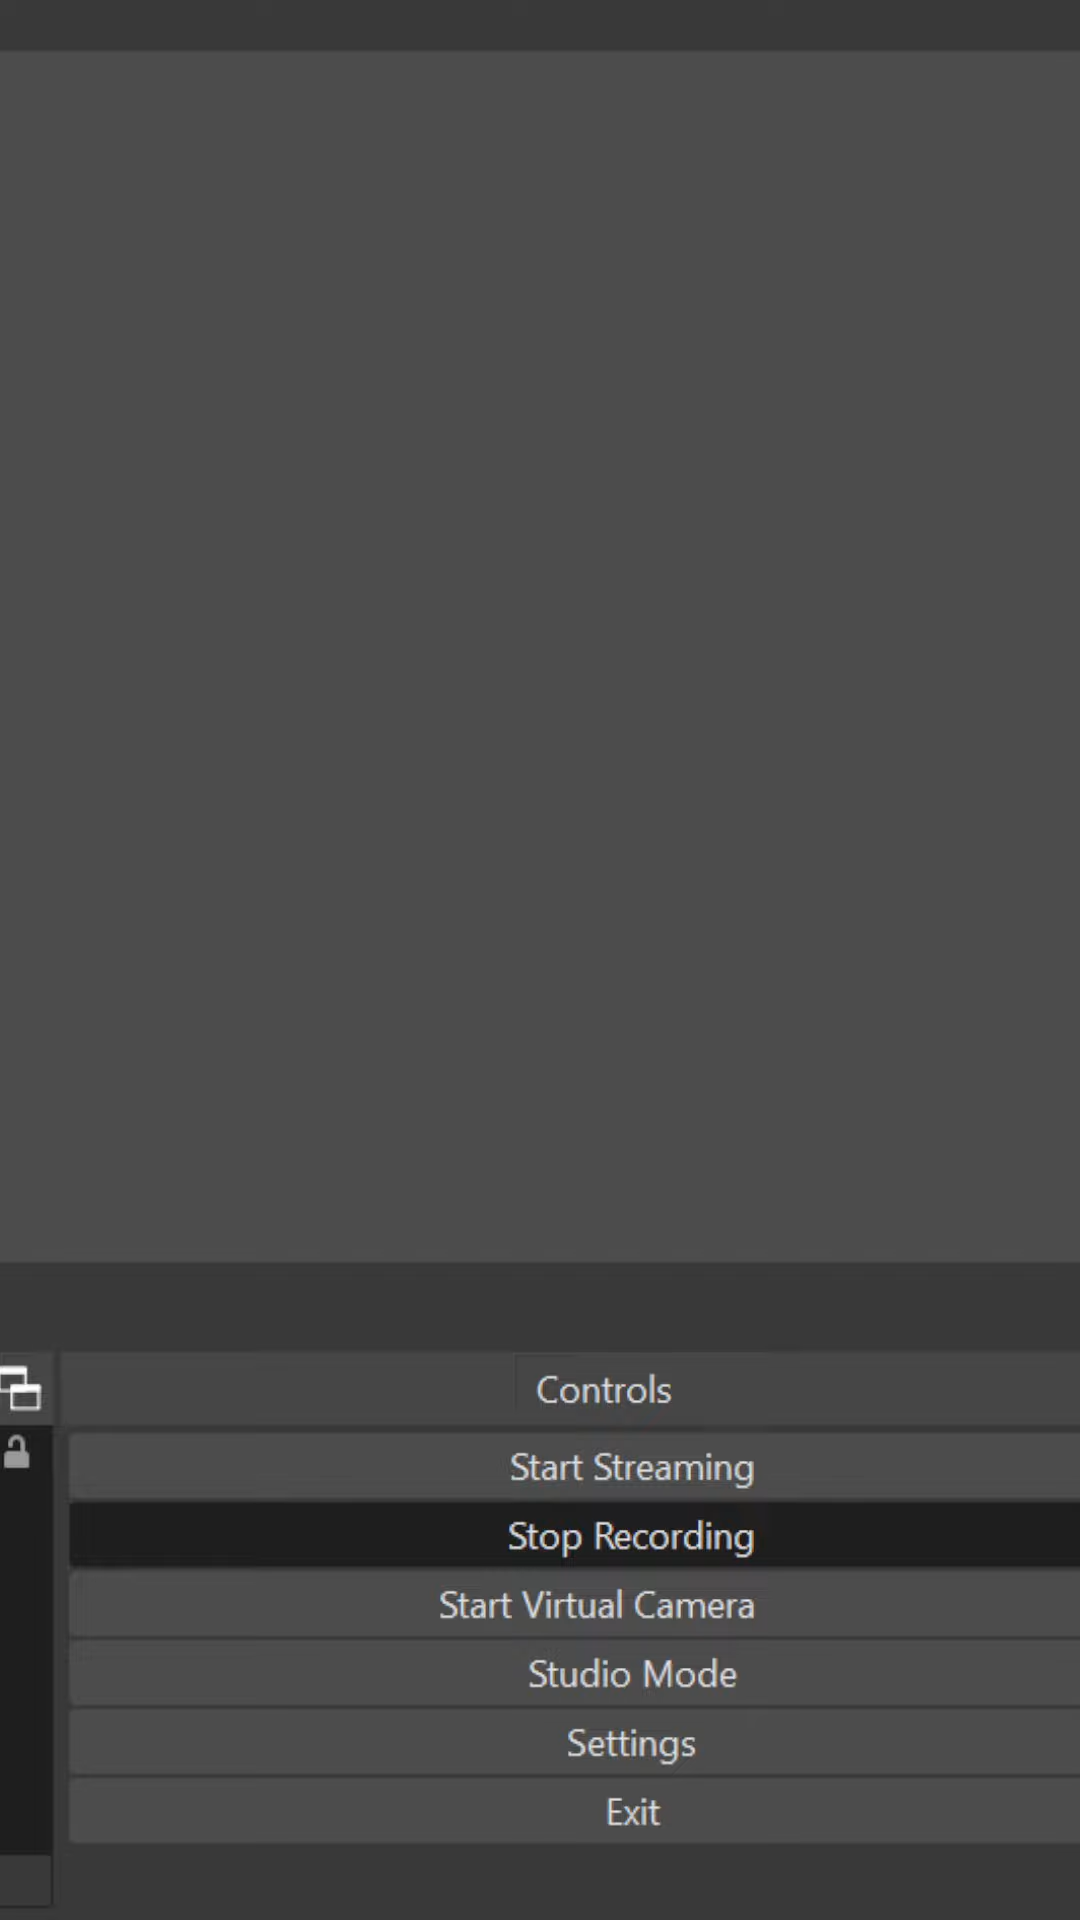 Controls
Start Streaming
Stop Recording
Start Virtual Camera
Studio Mode
Settings
Exit